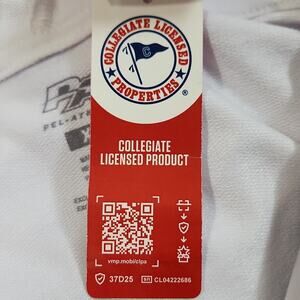 COLLEGIATE LICENSED
PROPERTIES
C
®
COLLEGIATE
LICENSED PRODUCT
vmp.mobi/clpa
37D25
CL04222686